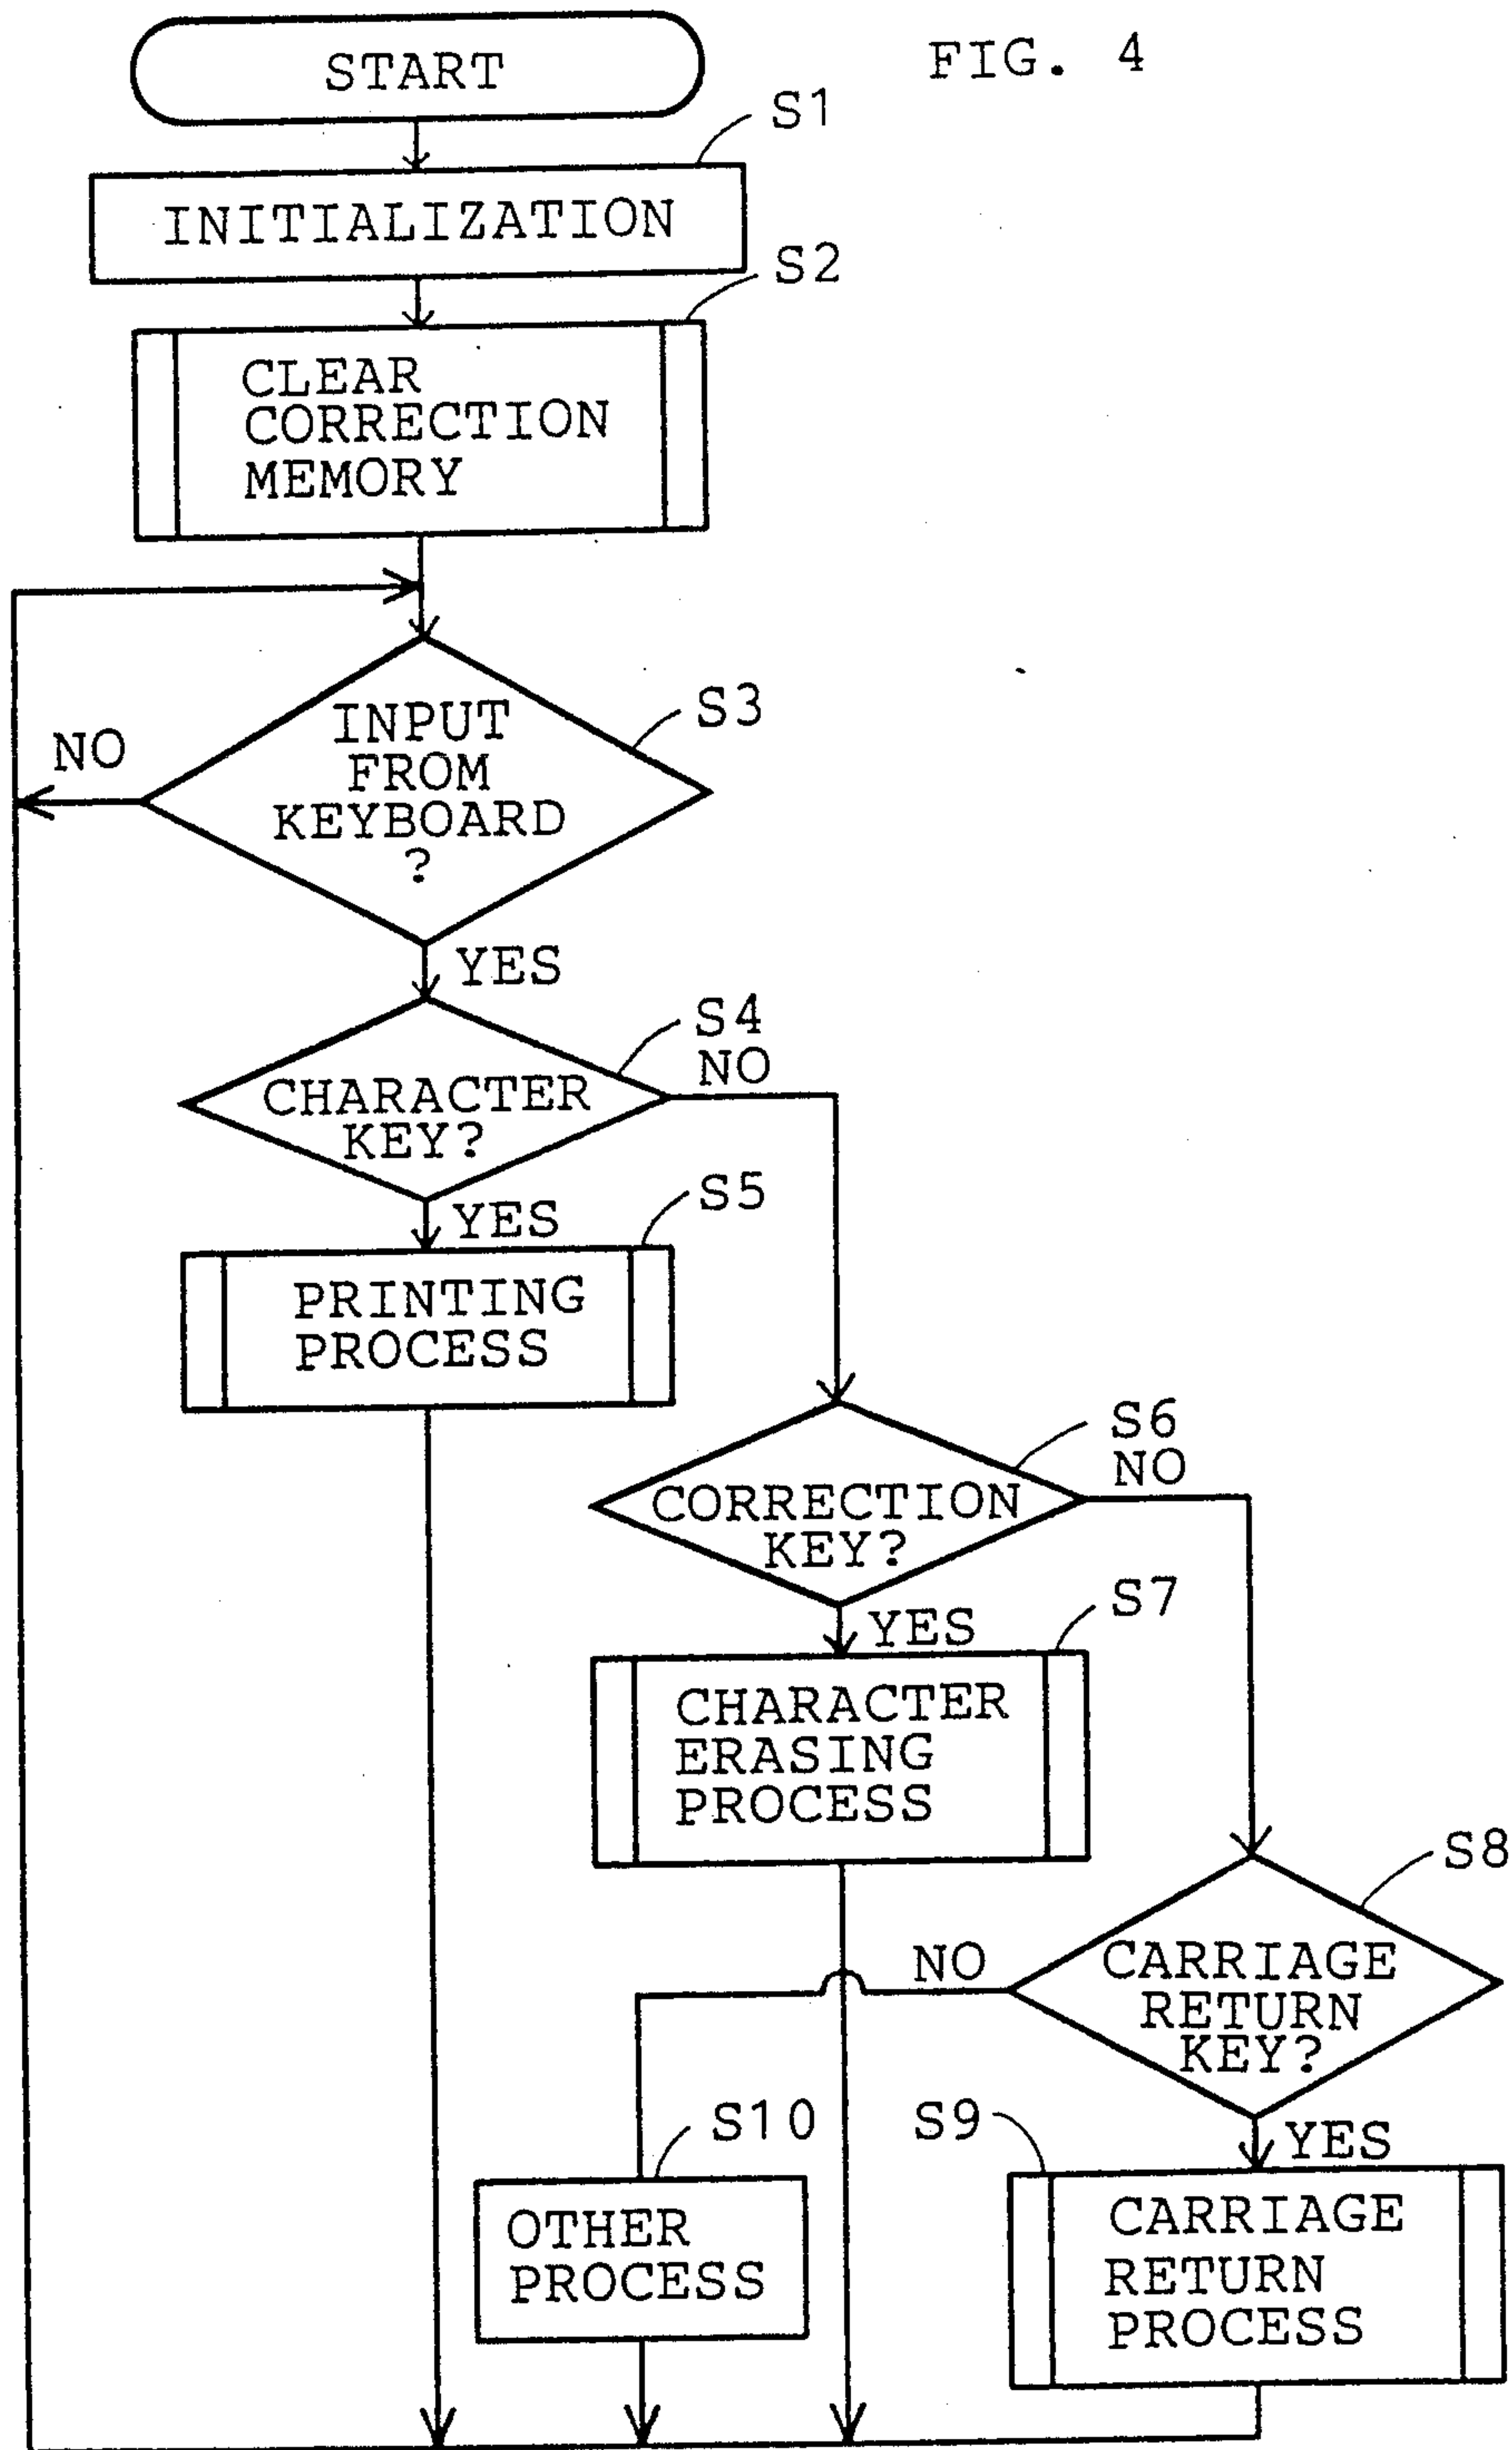 START
FIG. 4
S1
INITIALIZATION
S2
CLEAR
CORRECTION
MEMORY
S3
INPUT
FROM
KEYBOARD
?
NO
YES
S4
NO
CHARACTER
KEY?
YES
S5
PRINTING
PROCESS
S6
NO
CORRECTION
KEY?
YES
S7
CHARACTER
ERASING
PROCESS
S8
NO
CARRIAGE
RETURN
KEY?
YES
S10
OTHER
PROCESS
S9
CARRIAGE
RETURN
PROCESS